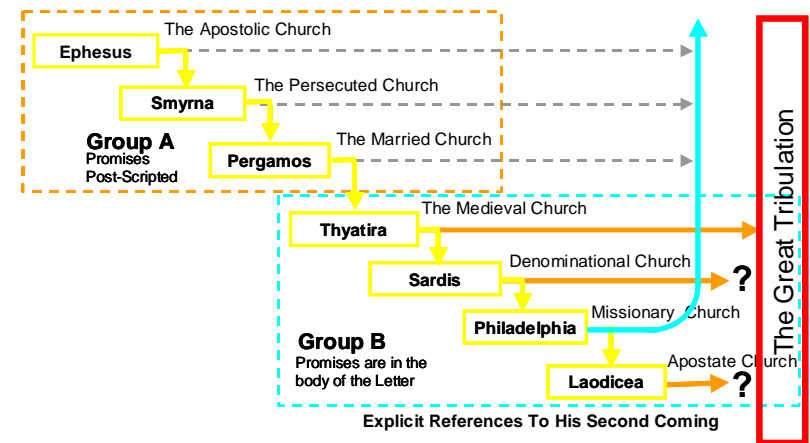 The Apostolic Church
Ephesus
The Persecuted Church
Smyrna
Group A
Promises
Post-Scripted
The Married Church
Pergamos
The Medieval Church
Thyatira
Denominational Church
Sardis
?
Missionary Church
Philadelphia
Group B
Promises are in the
body of the Letter
Apostate Church
Laodicea
?
Explicit References To His Second Coming
The Great Tribulation